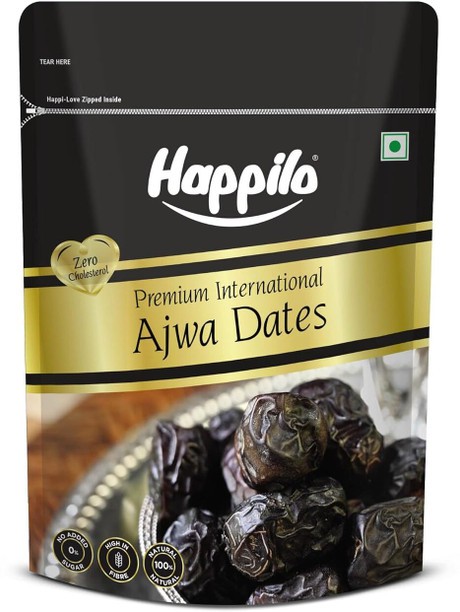 TEAR HERE
Happi-Love Zipped Inside
Happilo®
Zero
Cholesterol
Premium International
Ajwa Dates
NO ADDED
0%
SUGAR
HIGH IN
FIBRE
NATURAL
100%
NATURAL